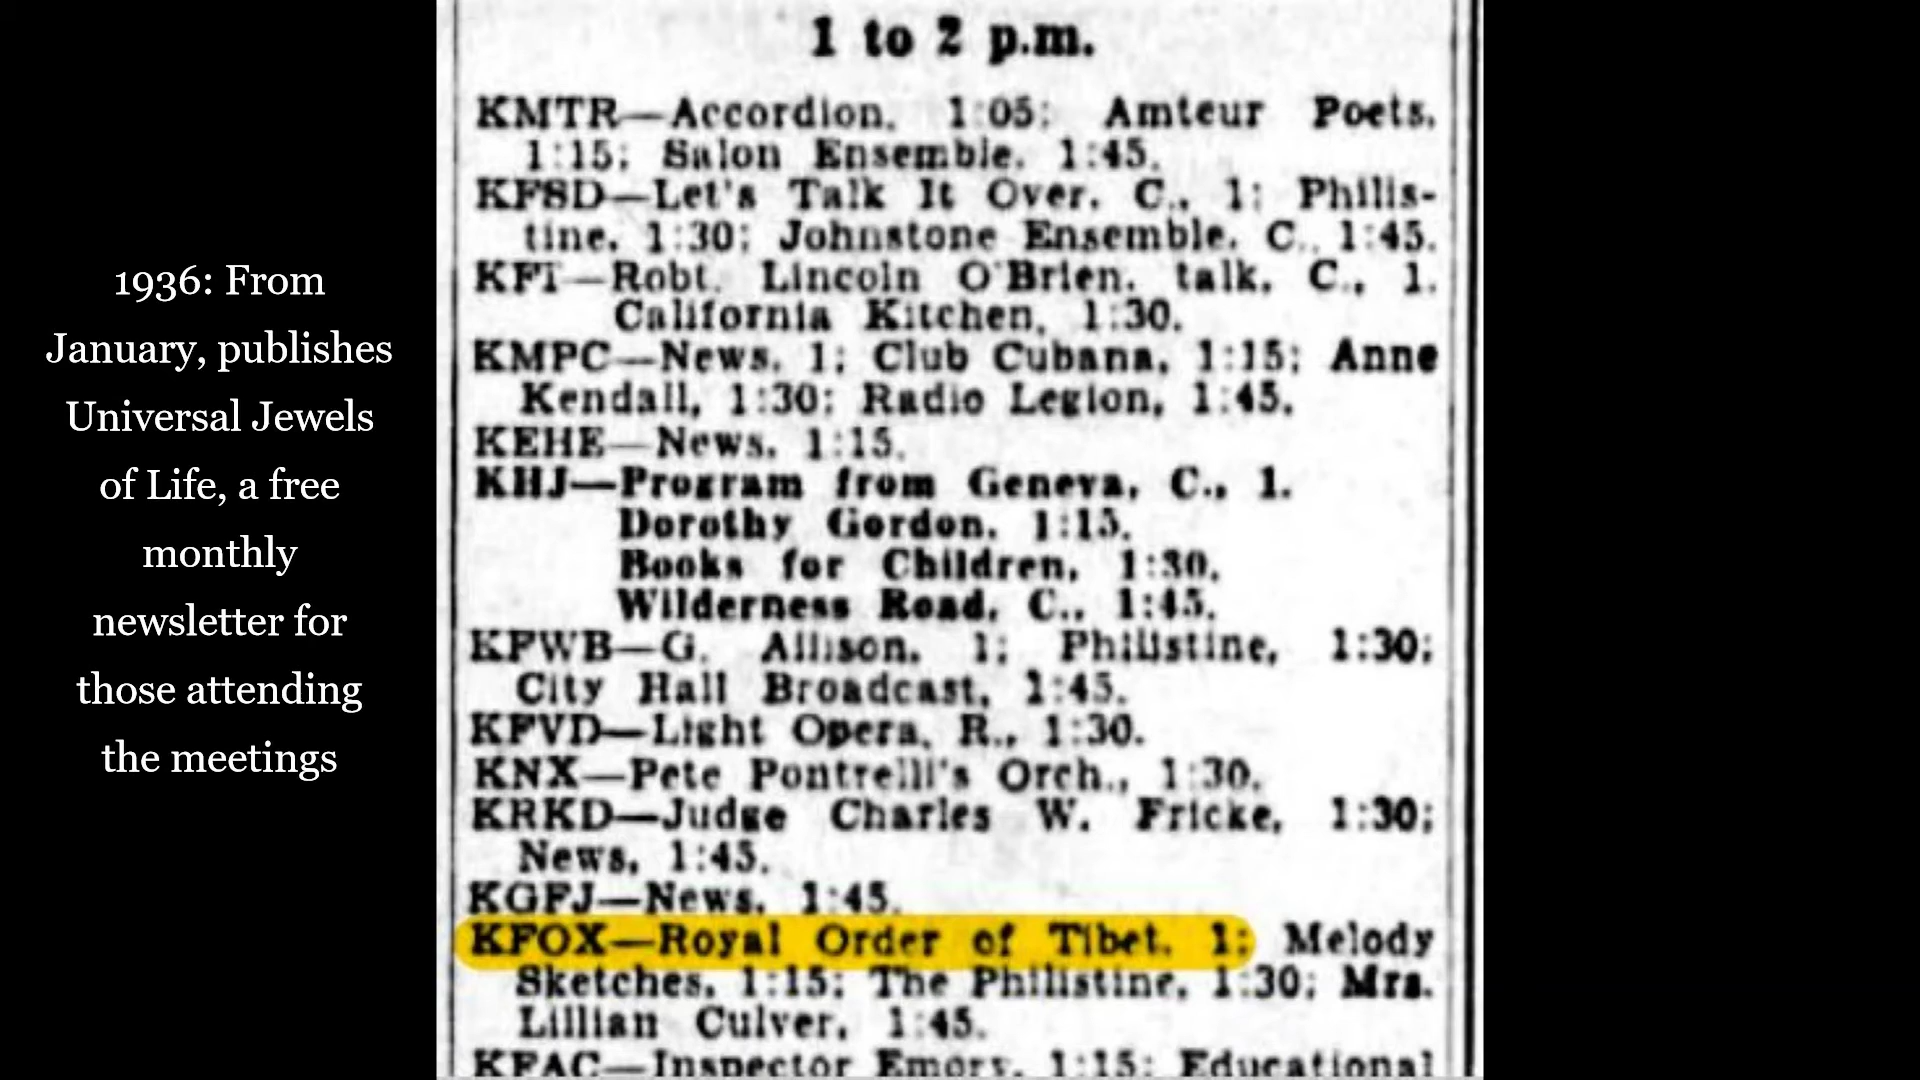 1936: From
January, publishes
Universal Jewels
of Life, a free
monthly
newsletter for
those attending
the meetings
1 to 2 p.m.
KMTR—Accordion, 1:05; Amteur Poets,
1:15; Salon Ensemble, 1:45.
KFSD—Let's Talk It Over, C., 1; Philis-
tine, 1:30; Johnstone Ensemble, C., 1:45.
KFI—Robt. Lincoln O'Brien, talk, C., 1.
California Kitchen, 1:30.
KMPC—News, 1; Club Cubana, 1:15; Anne
Kendall, 1:30; Radio Legion, 1:45.
KEHE—News, 1:15.
KHJ—Program from Geneva, C., 1.
Dorothy Gordon, 1:15.
Books for Children, 1:30.
Wilderness Road, C., 1:45.
KFWB—G. Allison, 1; Philistine, 1:30;
City Hall Broadcast, 1:45.
KFVD—Light Opera, R., 1:30.
KNX—Pete Pontrelli's Orch., 1:30.
KRKD—Judge Charles W. Fricke, 1:30;
News, 1:45.
KGFJ—News, 1:45.
KFOX—Royal Order of Tibet, 1; Melody
Sketches, 1:15; The Philistine, 1:30; Mrs.
Lillian Culver, 1:45.
KFAC—Inspector Emory, 1:15; Educational